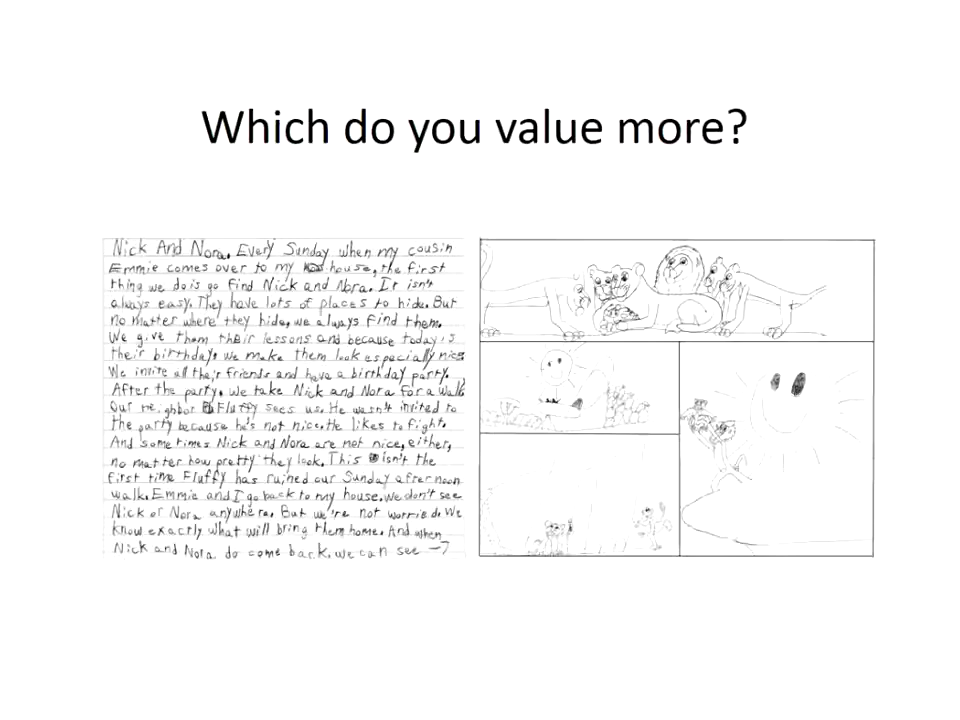 Which do you value more?
Nick And Nora. Every Sunday when my cousin
Emmie comes over to my house, the first
thing we do is go find Nick and Nora. It isn't
always easy. They have lots of places to hide. But
no matter where they hide, we always find them.
We give them their lessons and because today is
their birthday, we make them look especially nice
We invite all their friends and have a birthday party.
After the party, we take Nick and Nora for a walk
Our neighbor Fluffy sees us. He wasn't invited to
the party because he's not nice. He likes to fight.
And some times Nick and Nora are not nice, either,
no matter how pretty they look. This isn't the
first time Fluffy has ruined our Sunday afternoon
walk. Emmie and I go back to my house. We don't see
Nick or Nora anywhere. But we're not worried. We
know exactly what will bring them home. And when
Nick and Nora do come back, we can see →